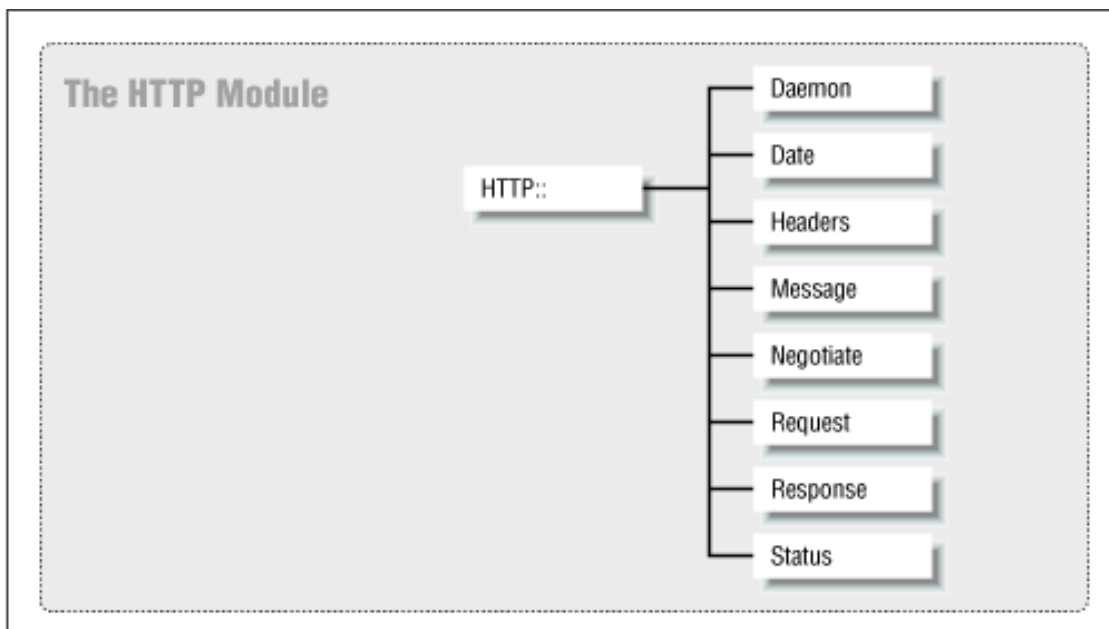 The HTTP Module
HTTP::
Daemon
Date
Headers
Message
Negotiate
Request
Response
Status